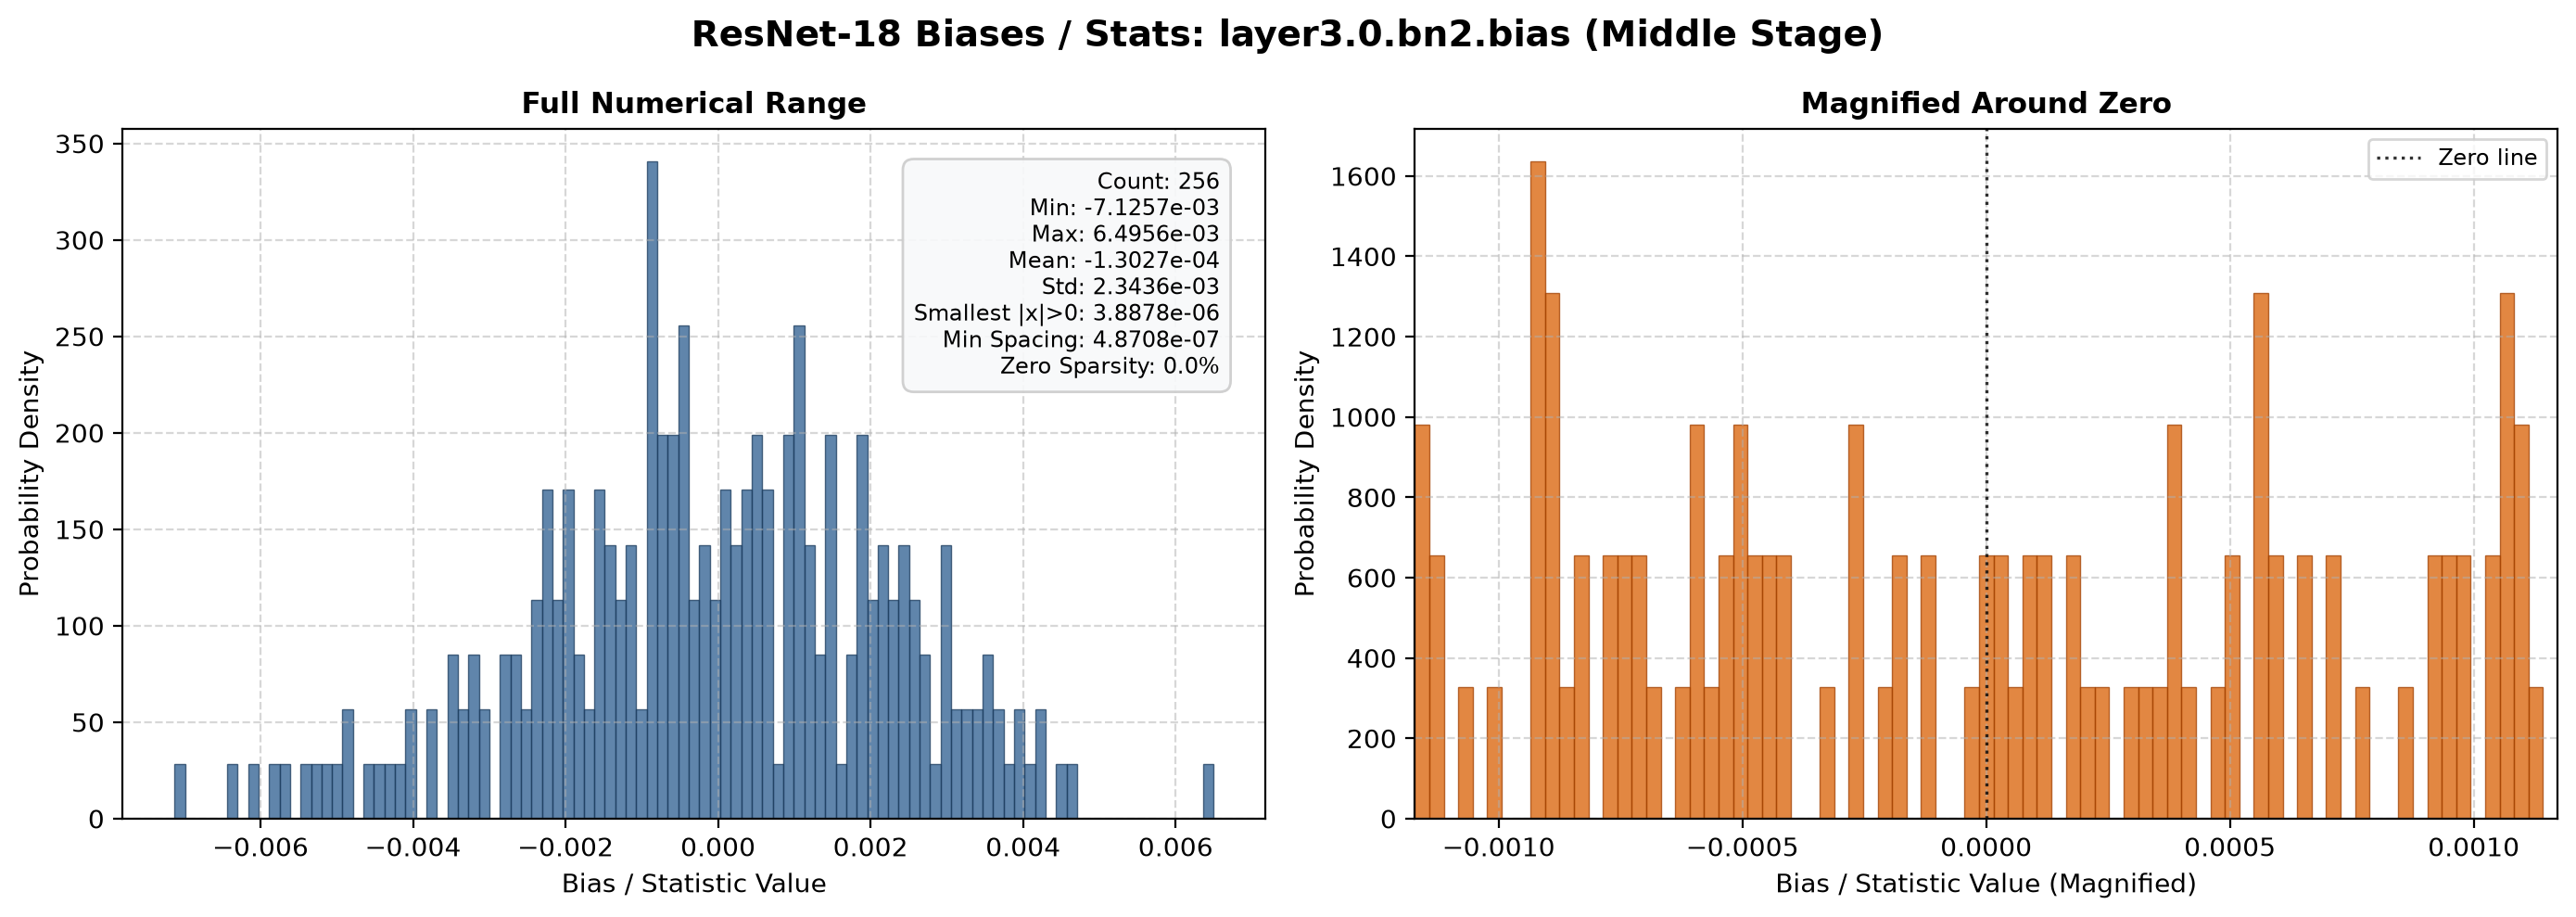 ResNet-18 Biases / Stats: layer3.0.bn2.bias (Middle Stage)
Full Numerical Range
350
300
250
200
150
100
50
0
Probability Density
Count: 256
Min: -7.1257e-03
Max: 6.4956e-03
Mean: -1.3027e-04
Std: 2.3436e-03
Smallest |x|>0: 3.8878e-06
Min Spacing: 4.8708e-07
Zero Sparsity: 0.0%
−0.006 −0.004 −0.002 0.000 0.002 0.004 0.006
Bias / Statistic Value
Magnified Around Zero
Zero line
1600
1400
1200
1000
800
600
400
200
0
Probability Density
−0.0010 −0.0005 0.0000 0.0005 0.0010
Bias / Statistic Value (Magnified)